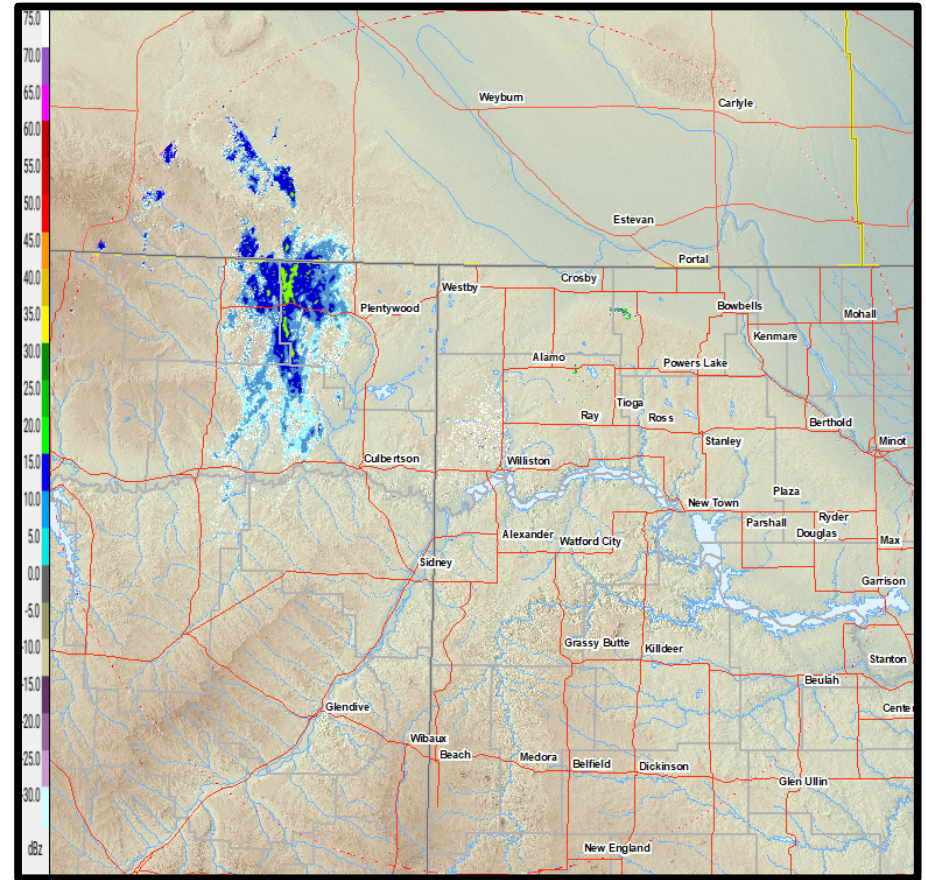 75.0
70.0
65.0
60.0
55.0
50.0
45.0
40.0
35.0
30.0
25.0
20.0
15.0
10.0
5.0
0.0
-5.0
-10.0
-15.0
-20.0
-25.0
-30.0
dBz
Weyburn
Carlyle
Estevan
Portal
Crosby
Westby
Plentywood
Bowbells
Mohall
Kenmare
Alamo
Powers Lake
Tioga
Ray
Ross
Berthold
Stanley
Minot
Culbertson
Williston
Plaza
New Town
Ryder
Parshall
Douglas
Alexander
Watford City
Max
Sidney
Garrison
Grassy Butte
Killdeer
Stanton
Beulah
Center
Glendive
Wibaux
Beach
Medora
Belfield
Dickinson
Glen Ullin
New England